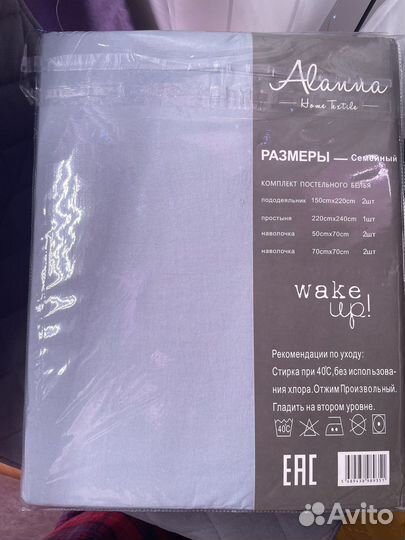 Alanna
Home Textile
РАЗМЕРЫ — Семейный
КОМПЛЕКТ ПОСТЕЛЬНОГО БЕЛЬЯ
пододеяльник 150cmx220cm 2шт
простыня 220cmx240cm 1шт
наволочка 50cmx70cm 2шт
наволочка 70cmx70cm 2шт
wake
up!
Рекомендации по уходу:
Стирка при 40℃,без использова-
ния хлора.Отжим Произвольный.
Гладить на втором уровне.
40℃
EAC
Avito